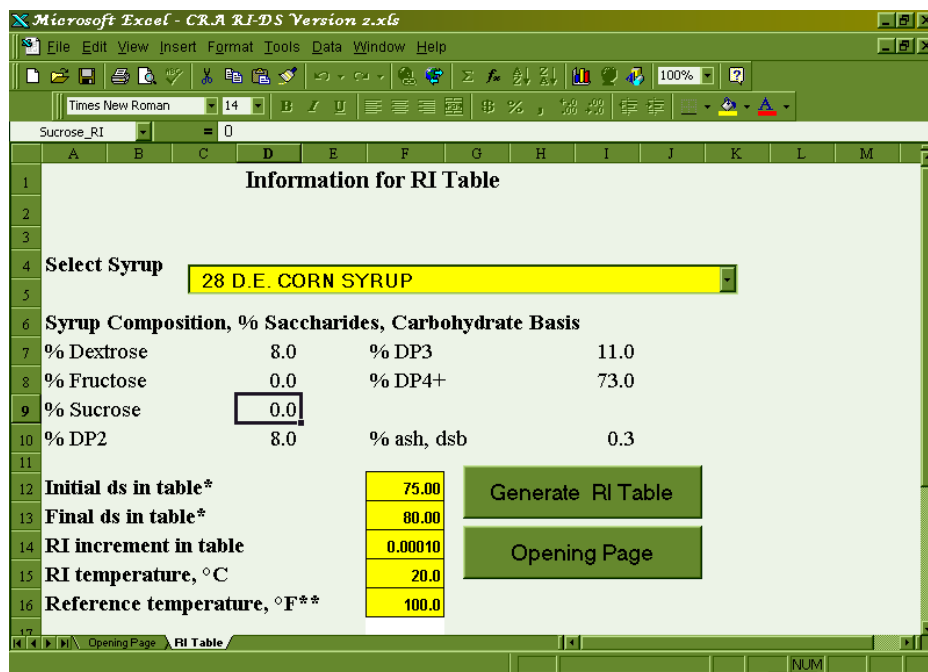 Microsoft Excel - CRA RI-DS Version 2.xls
File Edit View Insert Format Tools Data Window Help
100%
Times New Roman 14 B I U $ % ,
Sucrose_RI = 0
A B C D E F G H I J K L M
1 Information for RI Table
2
3
4 Select Syrup
28 D.E. CORN SYRUP
5
6 Syrup Composition, % Saccharides, Carbohydrate Basis
7 % Dextrose 8.0 % DP3 11.0
8 % Fructose 0.0 % DP4+ 73.0
9 % Sucrose 0.0
10 % DP2 8.0 % ash, dsb 0.3
11
12 Initial ds in table* 75.00 Generate RI Table
13 Final ds in table* 80.00
14 RI increment in table 0.00010 Opening Page
15 RI temperature, °C 20.0
16 Reference temperature, °F** 100.0
17
Opening Page RI Table
NUM